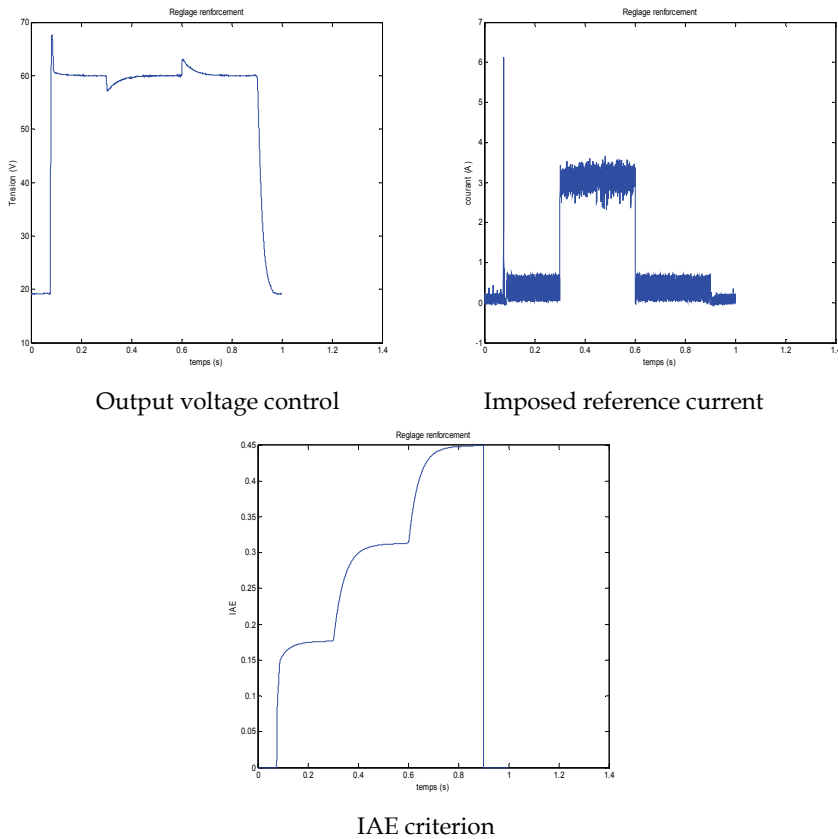 Reglage renforcement
70
60
50
40
30
20
10
Tension (V)
0 0.2 0.4 0.6 0.8 1 1.2 1.4
temps (s)
Output voltage control
Reglage renforcement
7
6
5
4
3
2
1
0
-1
courant (A)
0 0.2 0.4 0.6 0.8 1 1.2 1.4
temps (s)
Imposed reference current
Reglage renforcement
0.45
0.4
0.35
0.3
0.25
0.2
0.15
0.1
0.05
0
IAE
0 0.2 0.4 0.6 0.8 1 1.2 1.4
temps (s)
IAE criterion